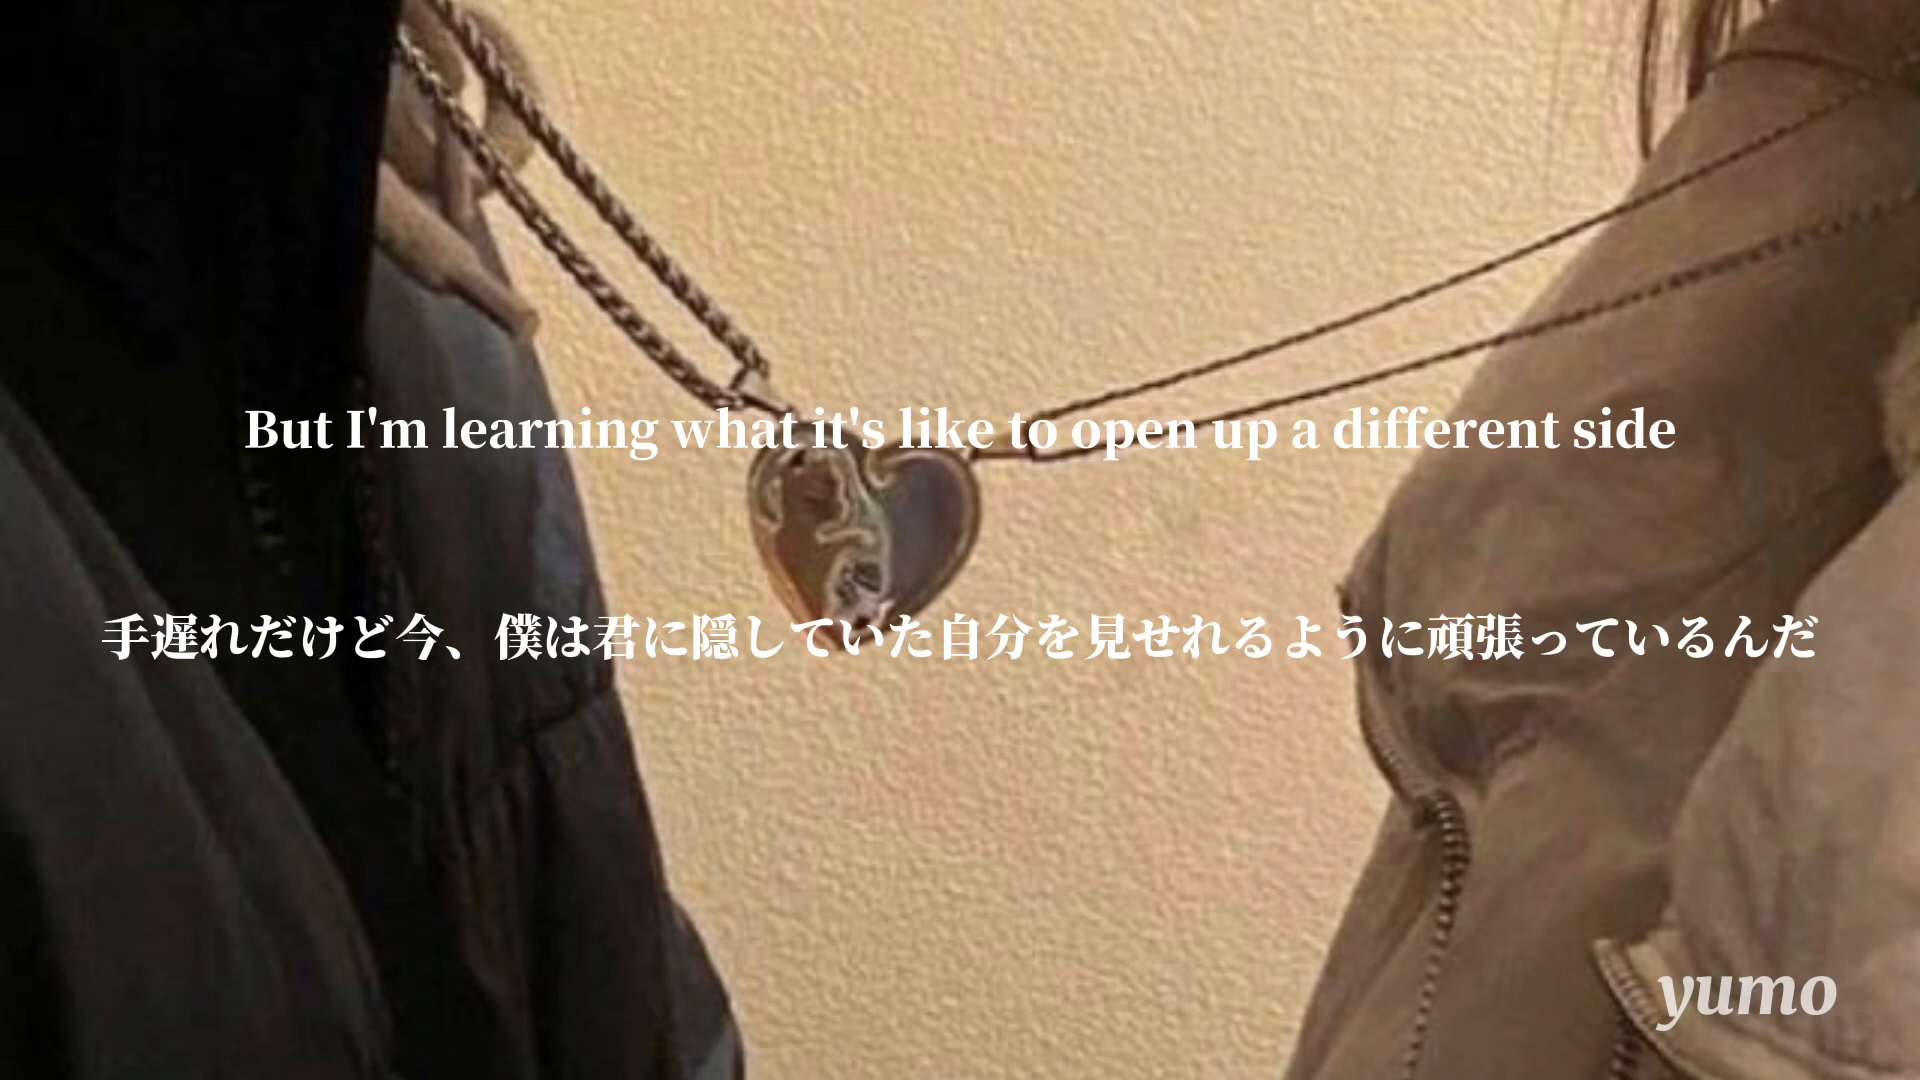 But I'm learning what it's like to open up a different side
手遅れだけど今、僕は君に隠していた自分を見せれるように頑張っているんだ
yumo